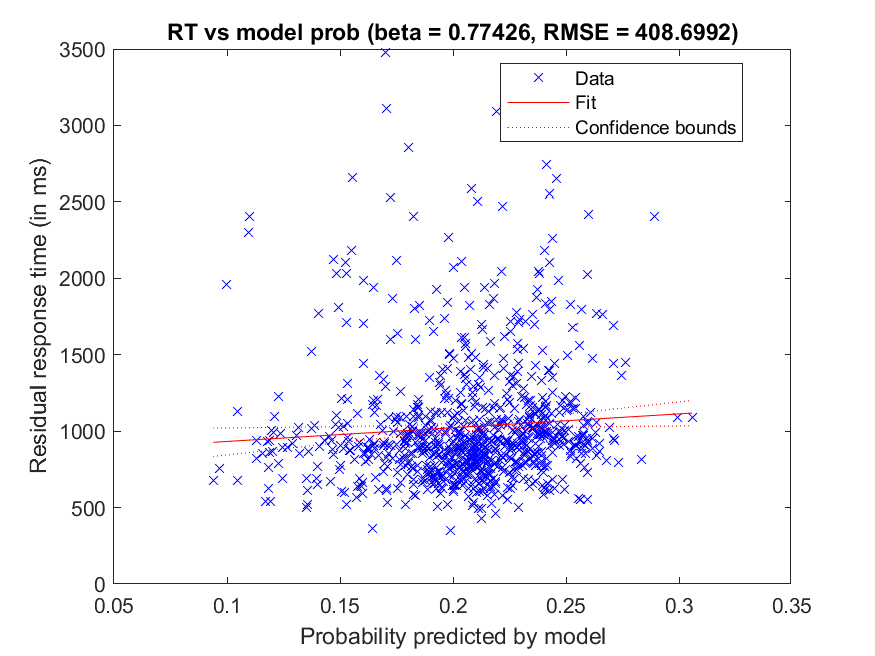 RT vs model prob (beta = 0.77426, RMSE = 408.6992)
3500
3000
2500
2000
1500
1000
500
0
Residual response time (in ms)
Data
Fit
Confidence bounds
0.05
0.1
0.15
0.2
0.25
0.3
0.35
Probability predicted by model